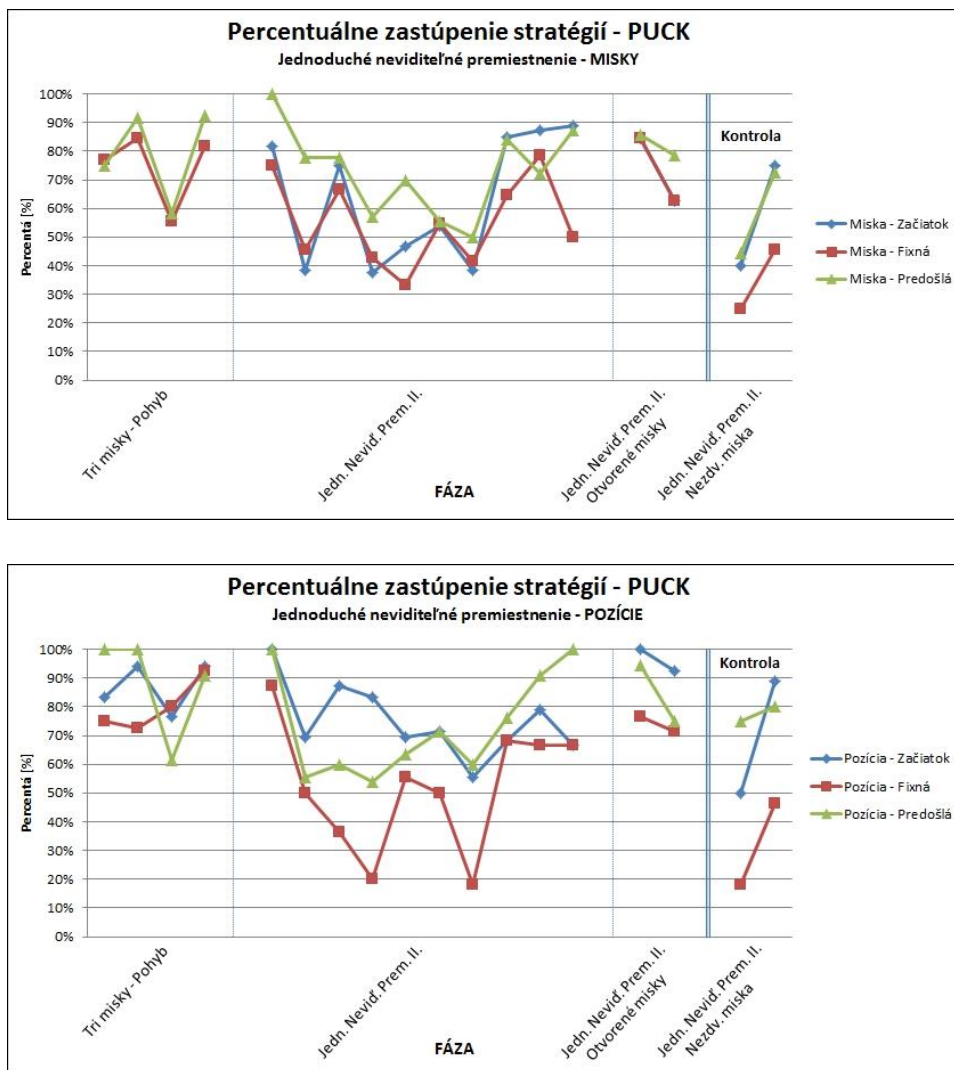 Percentuálne zastúpenie stratégií - PUCK
Jednoduché neviditeľné premiestnenie - MISKY
100%
90%
80%
70%
60%
50%
40%
30%
20%
10%
0%
Percentá [%]
Kontrola
Miska - Začiatok
Miska - Fixná
Miska - Predošlá
Tri misky - Pohyb
Jedn. Nevid'. Prem. II.
Jedn. Nevid'. Prem. II.
Otvorené misky
Jedn. Nevid'. Prem. II.
Nezdv. miska
FÁZA
Percentuálne zastúpenie stratégií - PUCK
Jednoduché neviditeľné premiestnenie - POZÍCIE
100%
90%
80%
70%
60%
50%
40%
30%
20%
10%
0%
Percentá [%]
Kontrola
Pozícia - Začiatok
Pozícia - Fixná
Pozícia - Predošlá
Tri misky - Pohyb
Jedn. Nevid'. Prem. II.
Jedn. Nevid'. Prem. II.
Otvorené misky
Jedn. Nevid'. Prem. II.
Nezdv. miska
FÁZA